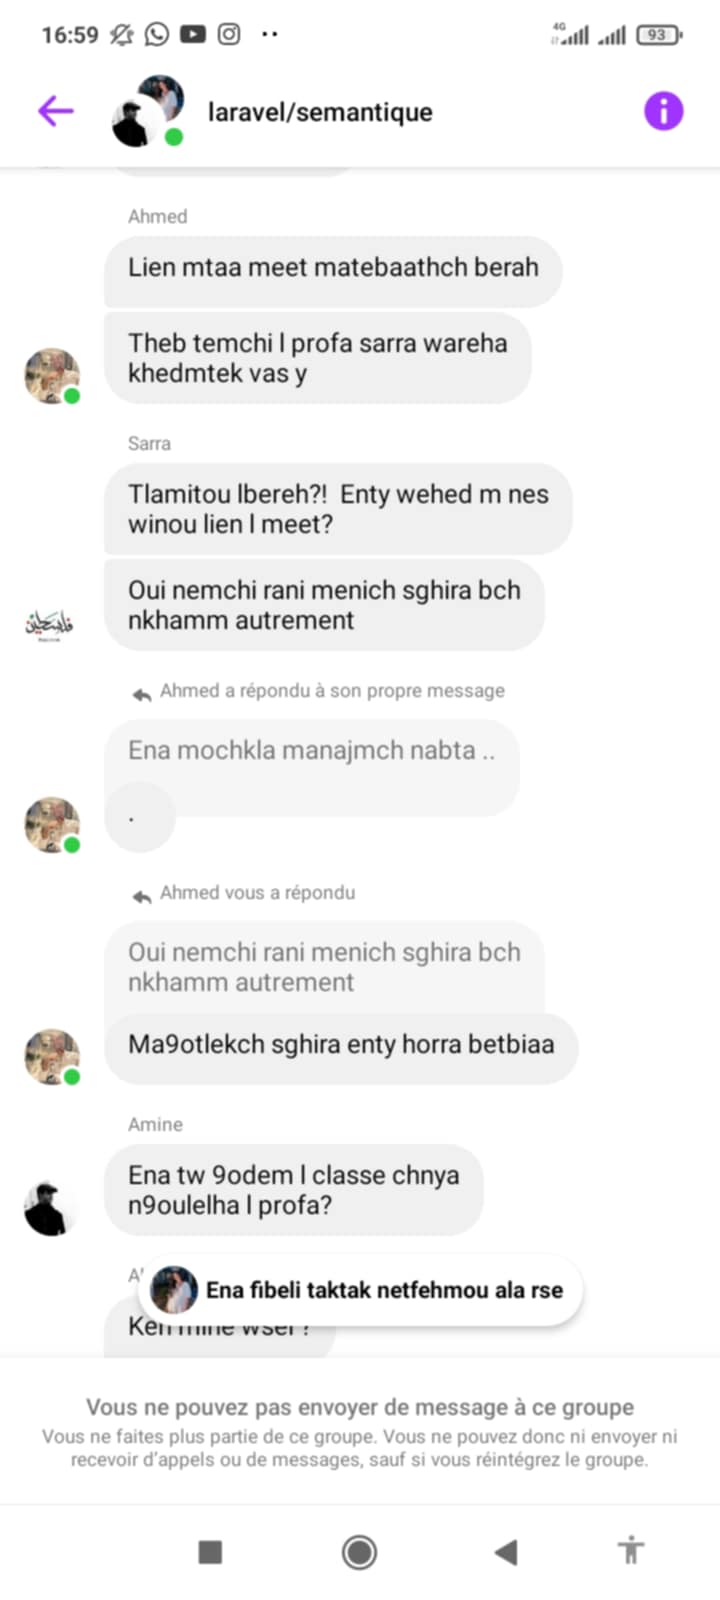 16:59
4G
93
laravel/semantique
Ahmed
Lien mtaa meet matebaathch berah
Theb temchi l profa sarra wareha
khedmtek vas y
Sarra
Tlamitou lbereh?! Enty wehed m nes
winou lien l meet?
Oui nemchi rani menich sghira bch
nkhamm autrement
فلسطين
Ahmed a répondu à son propre message
Ena mochkla manajmch nabta ..
.
Ahmed vous a répondu
Oui nemchi rani menich sghira bch
nkhamm autrement
Ma9otlekch sghira enty horra betbiaa
Amine
Ena tw 9odem l classe chnya
n9oulelha l profa?
Ena fibeli taktak netfehmou ala rse
Ken mine wsel ?
Vous ne pouvez pas envoyer de message à ce groupe
Vous ne faites plus partie de ce groupe. Vous ne pouvez donc ni envoyer ni
recevoir d'appels ou de messages, sauf si vous réintégrez le groupe.